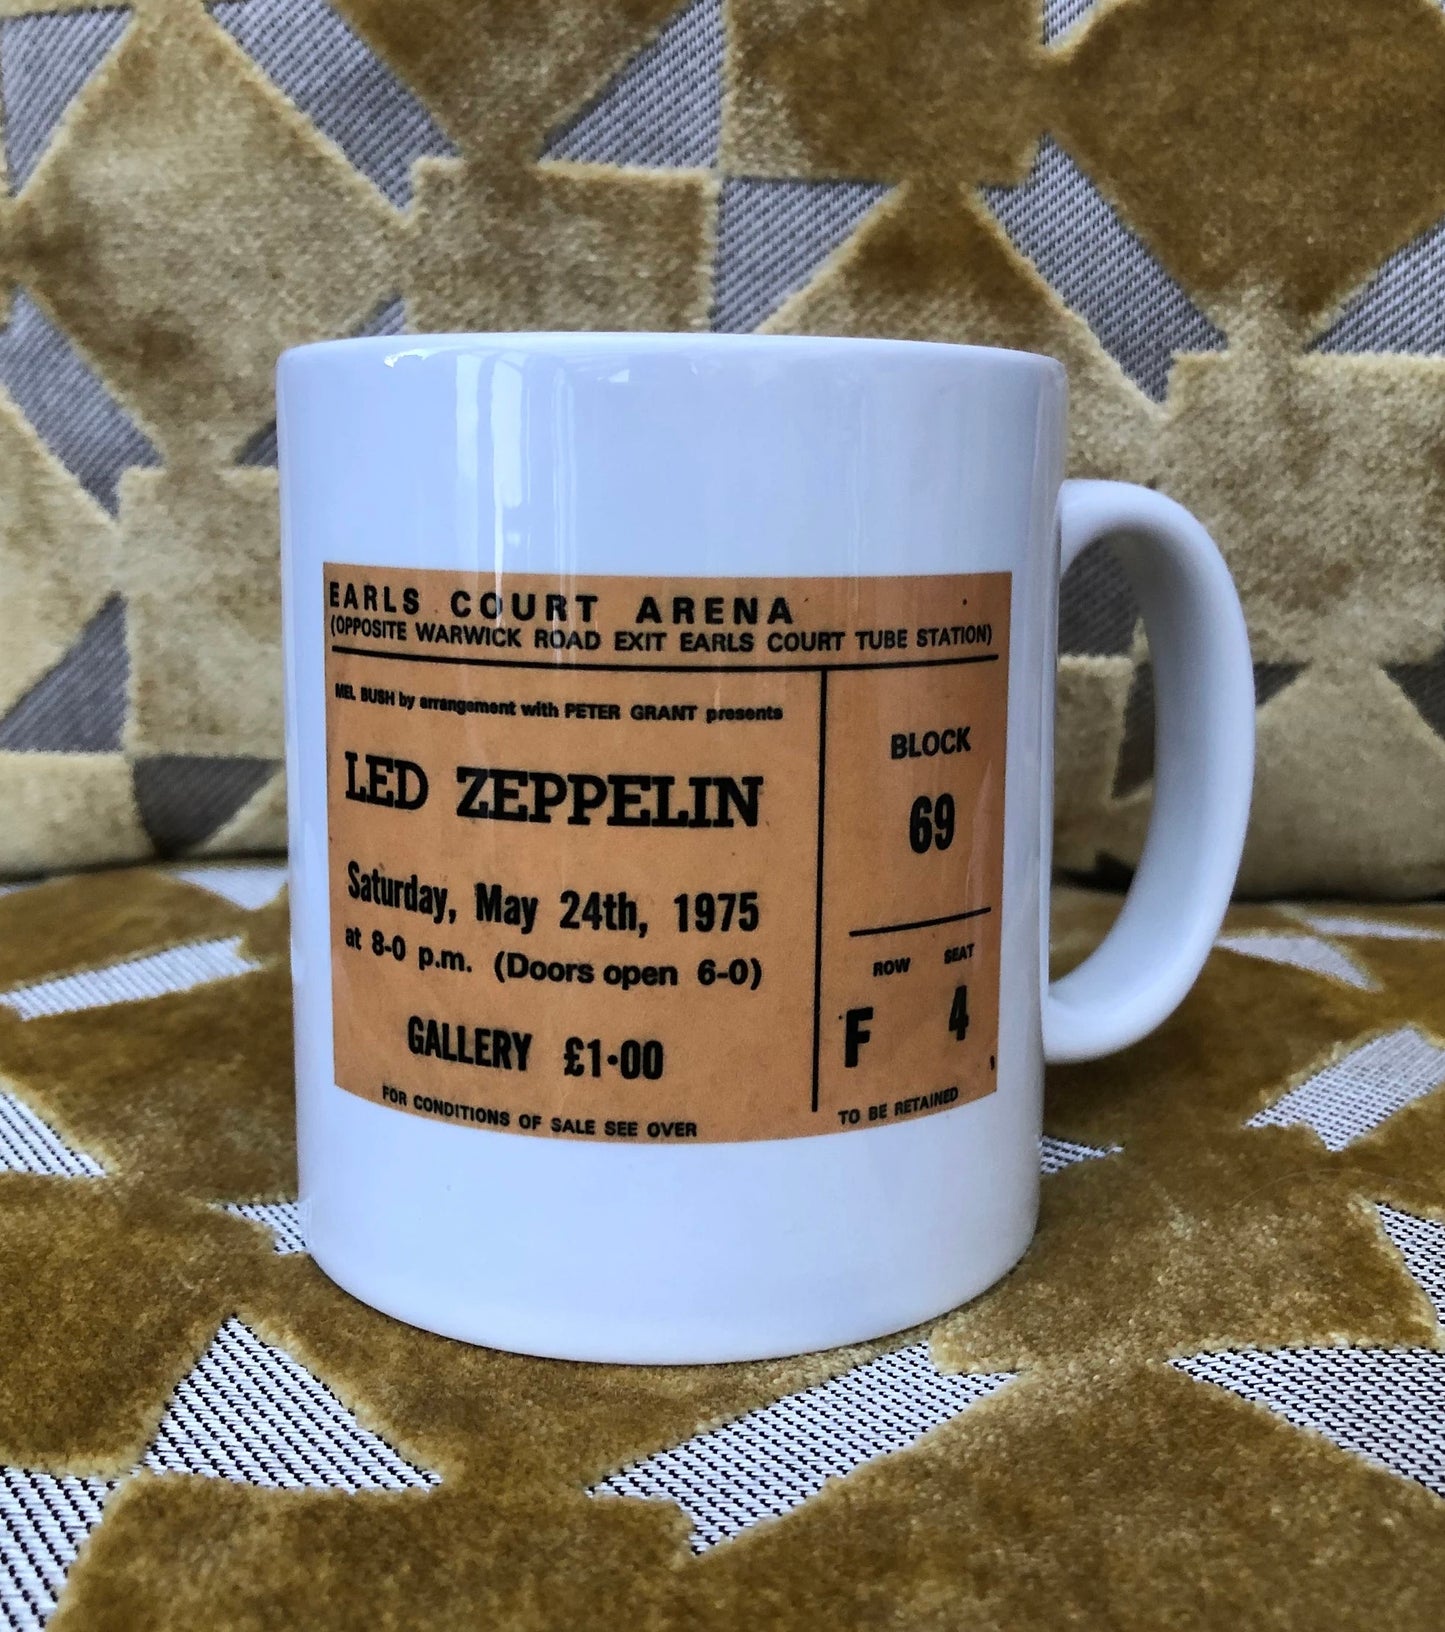 EARLS COURT ARENA
(OPPOSITE WARWICK ROAD EXIT EARLS COURT TUBE STATION)
MEL BUSH by arrangement with PETER GRANT presents
LED ZEPPELIN
Saturday, May 24th, 1975
at 8-0 p.m. (Doors open 6-0)
GALLERY £1·00
FOR CONDITIONS OF SALE SEE OVER
BLOCK
69
ROW SEAT
F 4
TO BE RETAINED